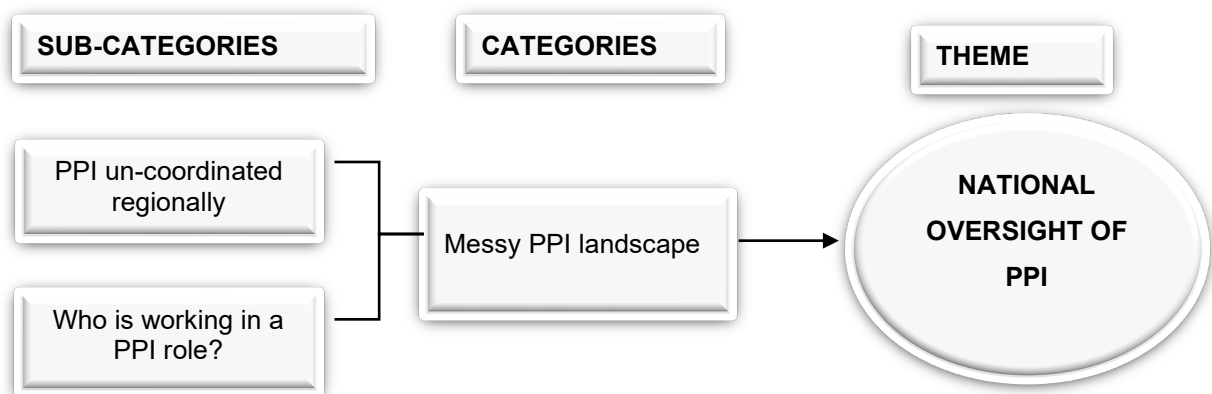 SUB-CATEGORIES
CATEGORIES
THEME
PPI un-coordinated
regionally
Who is working in a
PPI role?
Messy PPI landscape
NATIONAL
OVERSIGHT OF
PPI